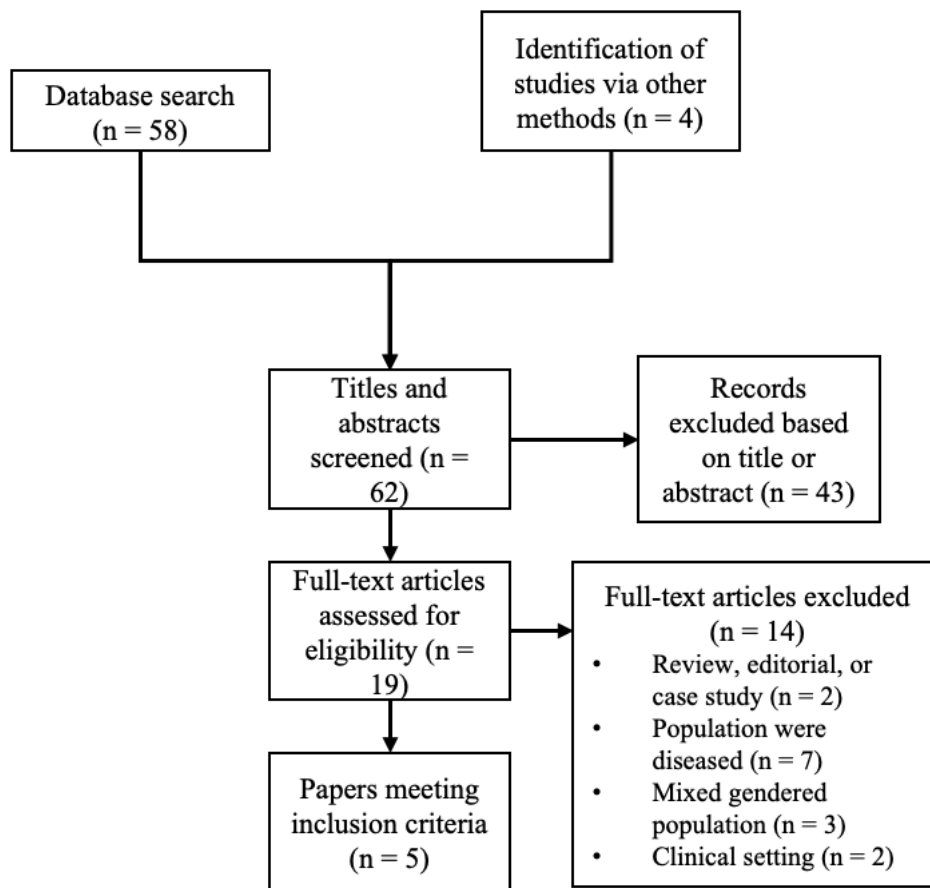 Database search
(n = 58)
Identification of
studies via other
methods (n = 4)
Titles and
abstracts
screened (n =
62)
Records
excluded based
on title or
abstract (n = 43)
Full-text articles
assessed for
eligibility (n =
19)
Full-text articles excluded
(n = 14)
• Review, editorial, or
case study (n = 2)
• Population were
diseased (n = 7)
• Mixed gendered
population (n = 3)
• Clinical setting (n = 2)
Papers meeting
inclusion criteria
(n = 5)